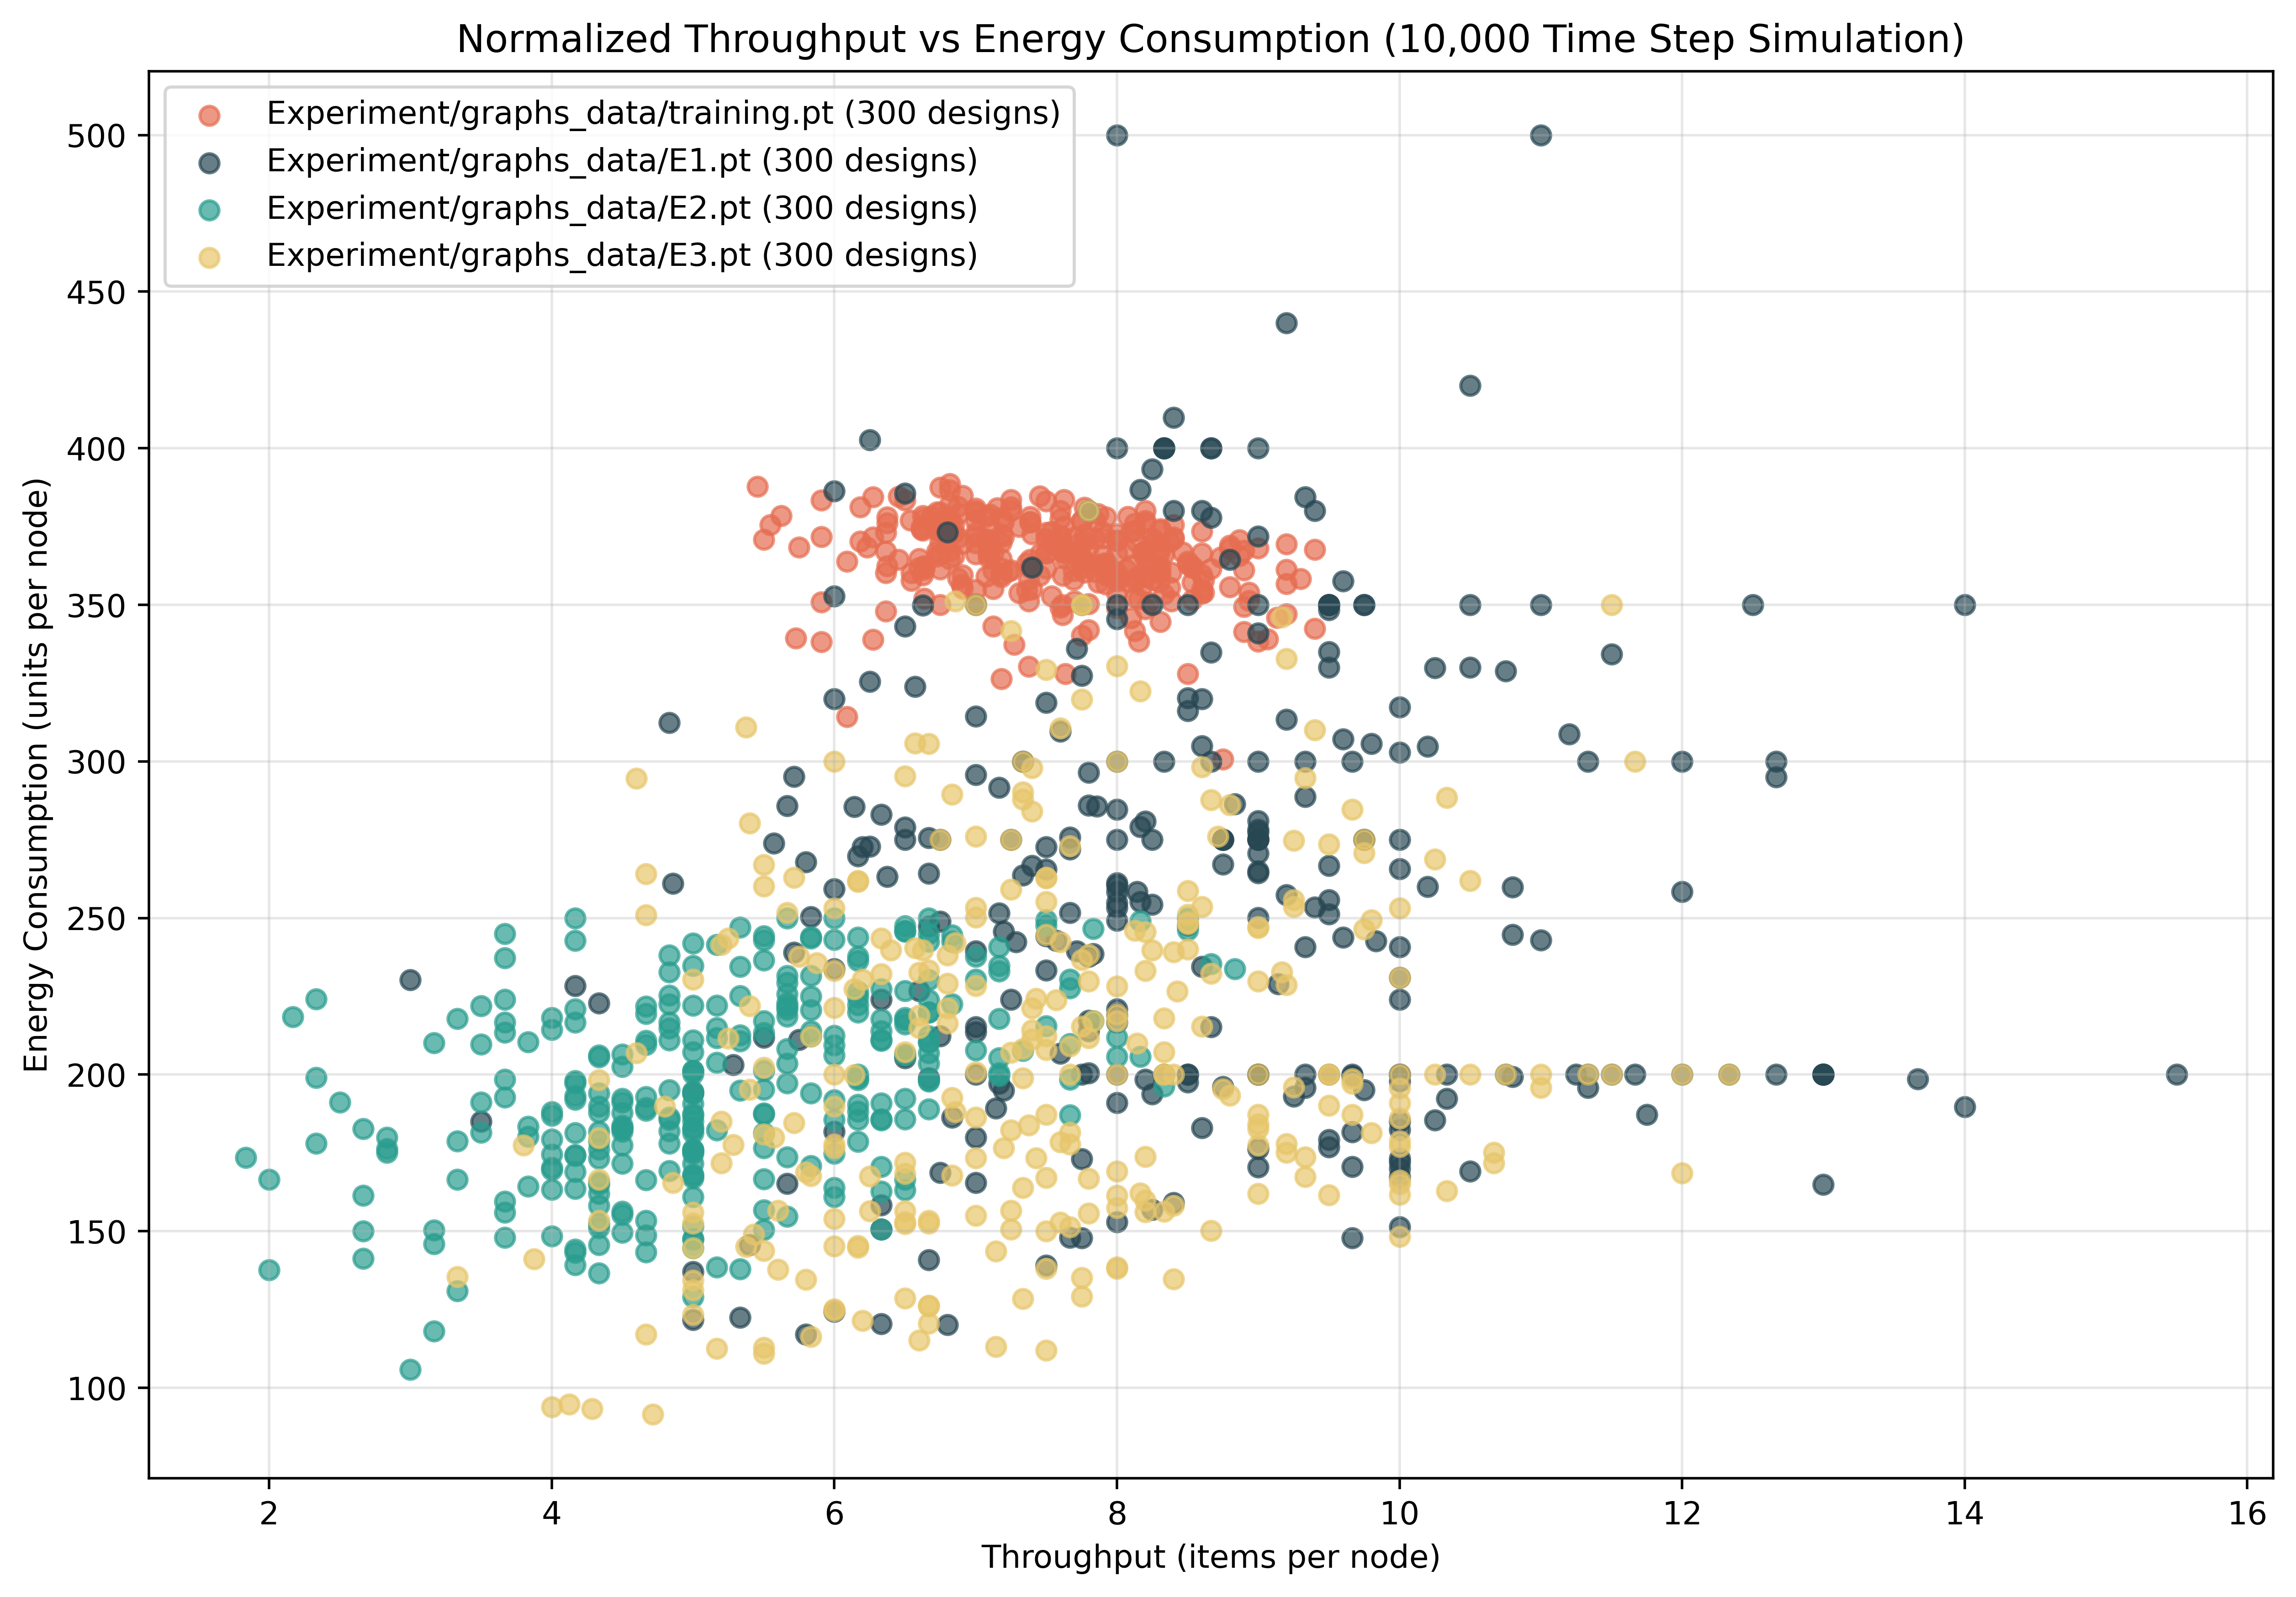 Normalized Throughput vs Energy Consumption (10,000 Time Step Simulation)
Experiment/graphs_data/training.pt (300 designs)
Experiment/graphs_data/E1.pt (300 designs)
Experiment/graphs_data/E2.pt (300 designs)
Experiment/graphs_data/E3.pt (300 designs)
Energy Consumption (units per node)
500
450
400
350
300
250
200
150
100
2 4 6 8 10 12 14 16
Throughput (items per node)